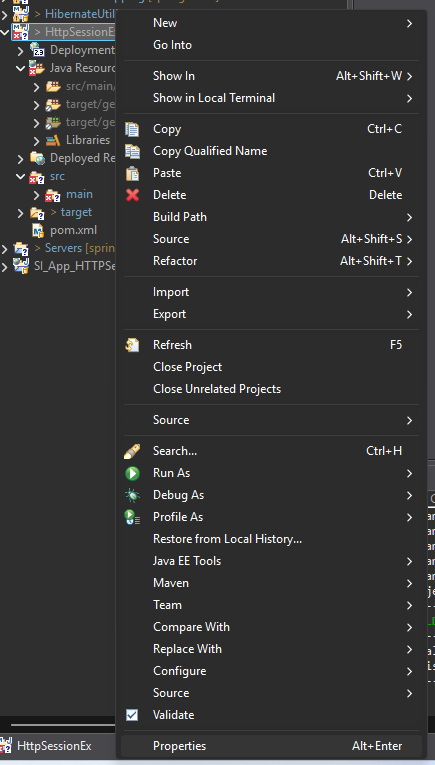 > HibernateUtil
New
> HttpSessionEx
Go Into
Deployment
Java Resour
Show In Alt+Shift+W
src/main/
Show in Local Terminal
target/ge
target/ge
Copy Ctrl+C
Libraries
Copy Qualified Name
Deployed Re
Paste Ctrl+V
src
main
Delete Delete
> target
Build Path
pom.xml
Source Alt+Shift+S
> Servers [sprin
Refactor Alt+Shift+T
SI_App_HTTPSe
Import
Export
Refresh F5
Close Project
Close Unrelated Projects
Source
Search... Ctrl+H
Run As
Debug As
Profile As
Restore from Local History...
Java EE Tools
Maven
Team
Compare With
Replace With
Configure
Source
Validate
HttpSessionEx
Properties Alt+Enter